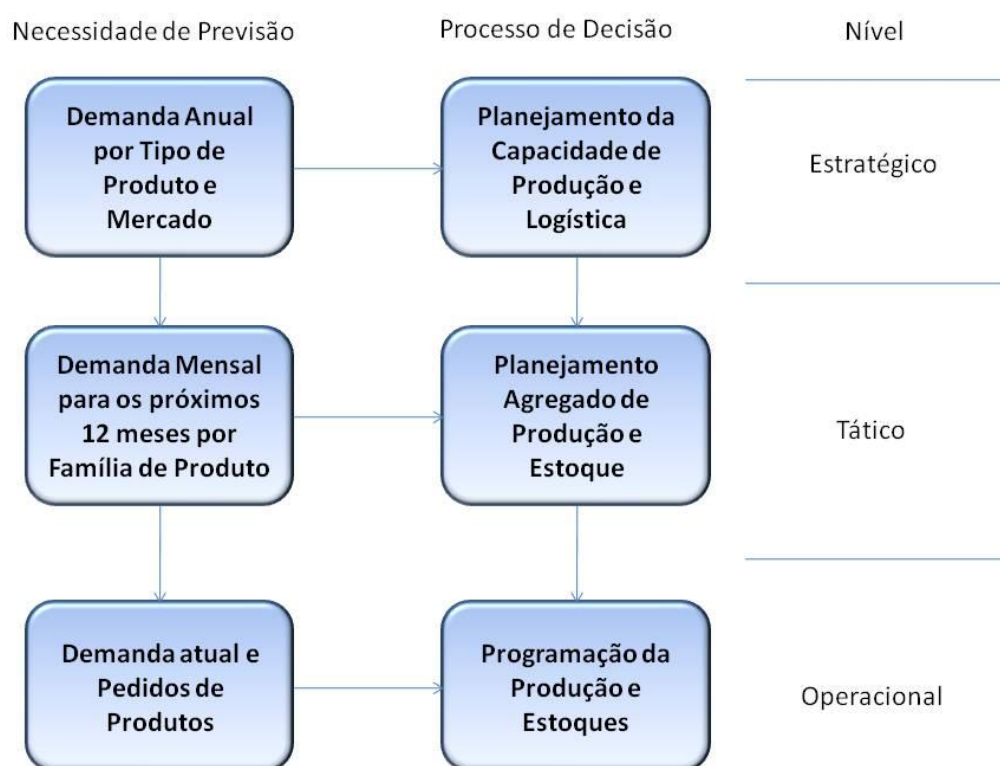 Necessidade de Previsão
Processo de Decisão
Nível
Demanda Anual
por Tipo de
Produto e
Mercado
Planejamento da
Capacidade de
Produção e
Logística
Estratégico
Demanda Mensal
para os próximos
12 meses por
Família de Produto
Planejamento
Agregado de
Produção e
Estoque
Tático
Demanda atual e
Pedidos de
Produtos
Programação da
Produção e
Estoques
Operacional